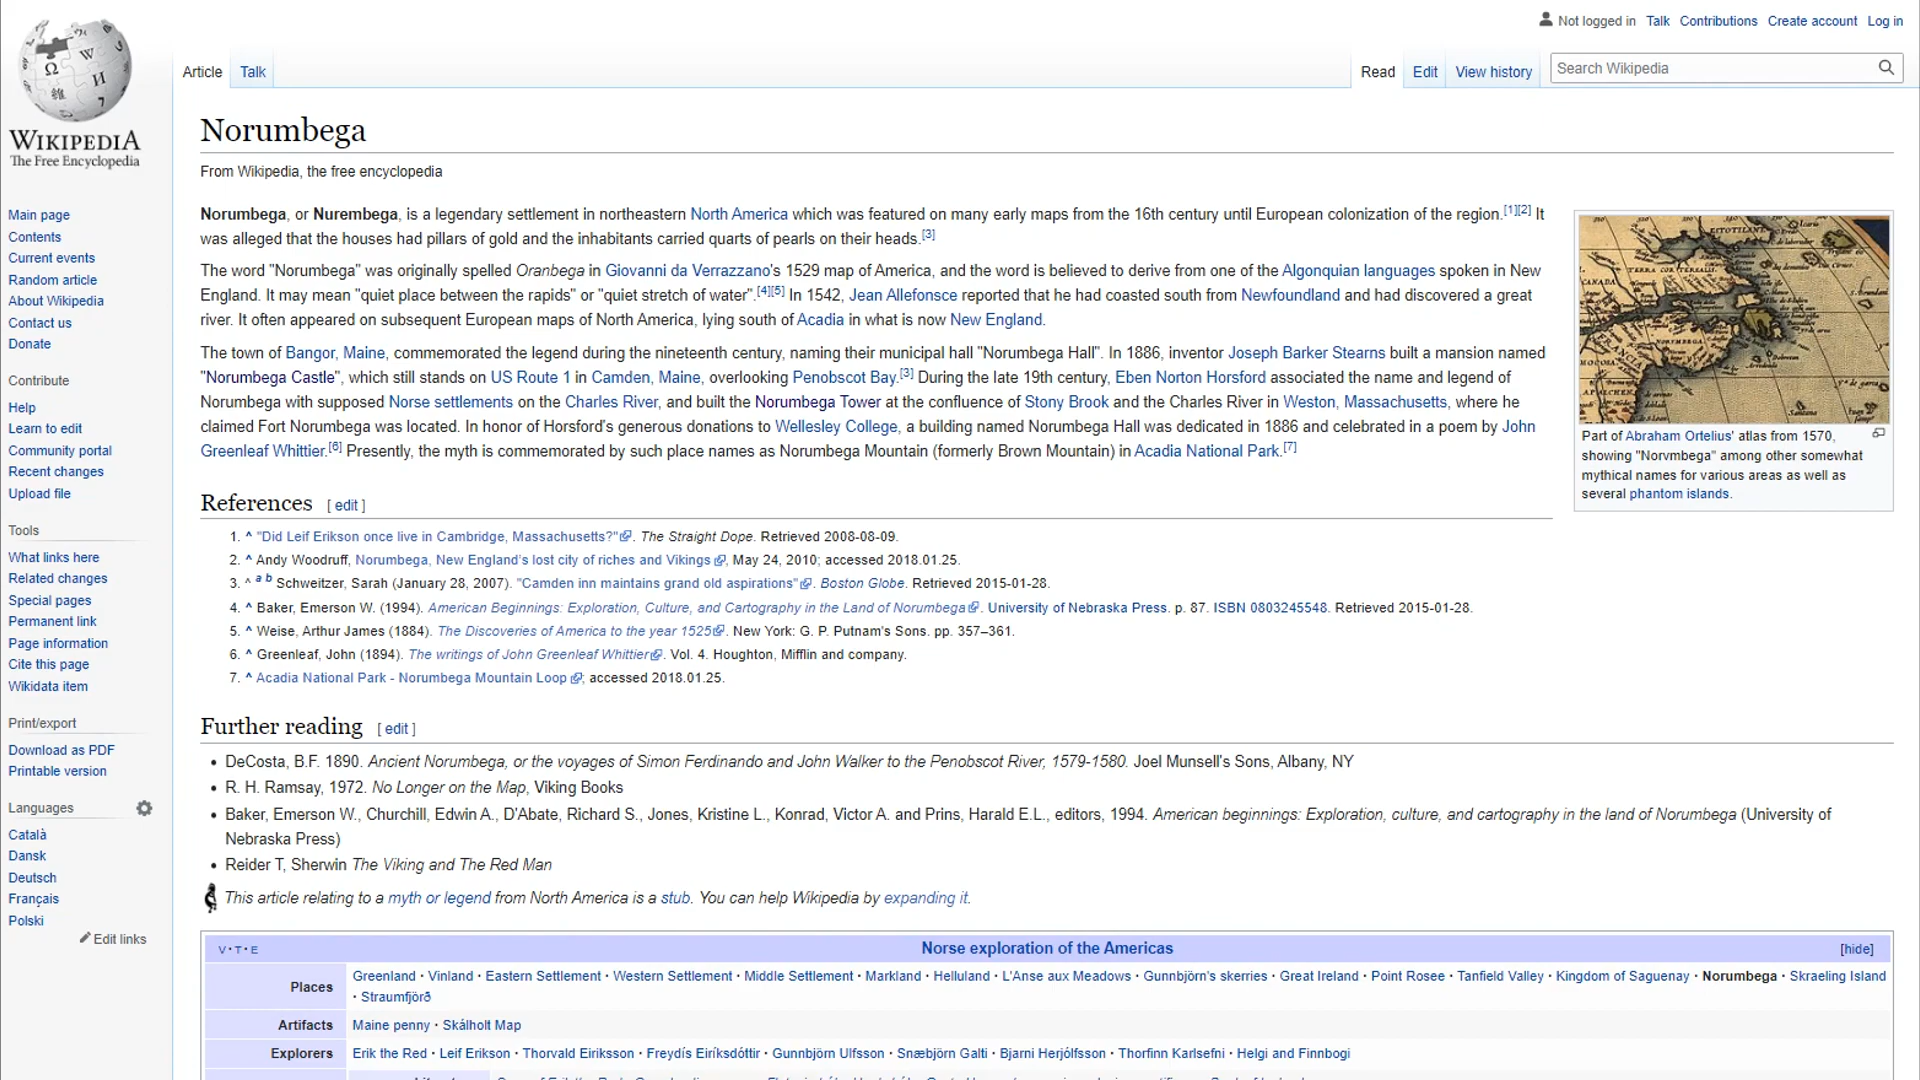 Not logged in Talk Contributions Create account Log in
Article Talk
Read Edit View history
Search Wikipedia
WIKIPEDIA
The Free Encyclopedia
Main page
Contents
Current events
Random article
About Wikipedia
Contact us
Donate
Contribute
Help
Learn to edit
Community portal
Recent changes
Upload file
Tools
What links here
Related changes
Special pages
Permanent link
Page information
Cite this page
Wikidata item
Print/export
Download as PDF
Printable version
Languages
Català
Dansk
Deutsch
Français
Polski
Edit links
Norumbega
From Wikipedia, the free encyclopedia
Norumbega, or Nurembega, is a legendary settlement in northeastern North America which was featured on many early maps from the 16th century until European colonization of the region.[1][2] It
was alleged that the houses had pillars of gold and the inhabitants carried quarts of pearls on their heads.[3]
The word "Norumbega" was originally spelled Oranbega in Giovanni da Verrazzano's 1529 map of America, and the word is believed to derive from one of the Algonquian languages spoken in New
England. It may mean "quiet place between the rapids" or "quiet stretch of water".[4][5] In 1542, Jean Allefonsce reported that he had coasted south from Newfoundland and had discovered a great
river. It often appeared on subsequent European maps of North America, lying south of Acadia in what is now New England.
The town of Bangor, Maine, commemorated the legend during the nineteenth century, naming their municipal hall "Norumbega Hall". In 1886, inventor Joseph Barker Stearns built a mansion named
"Norumbega Castle", which still stands on US Route 1 in Camden, Maine, overlooking Penobscot Bay.[3] During the late 19th century, Eben Norton Horsford associated the name and legend of
Norumbega with supposed Norse settlements on the Charles River, and built the Norumbega Tower at the confluence of Stony Brook and the Charles River in Weston, Massachusetts, where he
claimed Fort Norumbega was located. In honor of Horsford's generous donations to Wellesley College, a building named Norumbega Hall was dedicated in 1886 and celebrated in a poem by John
Greenleaf Whittier.[6] Presently, the myth is commemorated by such place names as Norumbega Mountain (formerly Brown Mountain) in Acadia National Park.[7]
Part of Abraham Ortelius' atlas from 1570,
showing "Norvmbega" among other somewhat
mythical names for various areas as well as
several phantom islands.
References [ edit ]
1. ^ "Did Leif Erikson once live in Cambridge, Massachusetts?". The Straight Dope. Retrieved 2008-08-09.
2. ^ Andy Woodruff, Norumbega, New England's lost city of riches and Vikings, May 24, 2010; accessed 2018.01.25.
3. ^ a b Schweitzer, Sarah (January 28, 2007). "Camden inn maintains grand old aspirations". Boston Globe. Retrieved 2015-01-28.
4. ^ Baker, Emerson W. (1994). American Beginnings: Exploration, Culture, and Cartography in the Land of Norumbega. University of Nebraska Press. p. 87. ISBN 0803245548. Retrieved 2015-01-28.
5. ^ Weise, Arthur James (1884). The Discoveries of America to the year 1525. New York: G. P. Putnam's Sons. pp. 357–361.
6. ^ Greenleaf, John (1894). The writings of John Greenleaf Whittier. Vol. 4. Houghton, Mifflin and company.
7. ^ Acadia National Park - Norumbega Mountain Loop; accessed 2018.01.25.
Further reading [ edit ]
• DeCosta, B.F. 1890. Ancient Norumbega, or the voyages of Simon Ferdinando and John Walker to the Penobscot River, 1579-1580. Joel Munsell's Sons, Albany, NY
• R. H. Ramsay, 1972. No Longer on the Map, Viking Books
• Baker, Emerson W., Churchill, Edwin A., D'Abate, Richard S., Jones, Kristine L., Konrad, Victor A. and Prins, Harald E.L., editors, 1994. American beginnings: Exploration, culture, and cartography in the land of Norumbega (University of
Nebraska Press)
• Reider T, Sherwin The Viking and The Red Man
This article relating to a myth or legend from North America is a stub. You can help Wikipedia by expanding it.
V · T · E Norse exploration of the Americas [hide]
Places
Greenland · Vinland · Eastern Settlement · Western Settlement · Middle Settlement · Markland · Helluland · L'Anse aux Meadows · Gunnbjörn's skerries · Great Ireland · Point Rosee · Tanfield Valley · Kingdom of Saguenay · Norumbega · Skraeling Island
· Straumfjörð
Artifacts Maine penny · Skálholt Map
Explorers Erik the Red · Leif Erikson · Thorvald Eiriksson · Freydís Eiríksdóttir · Gunnbjörn Ulfsson · Snæbjörn Galti · Bjarni Herjólfsson · Thorfinn Karlsefni · Helgi and Finnbogi